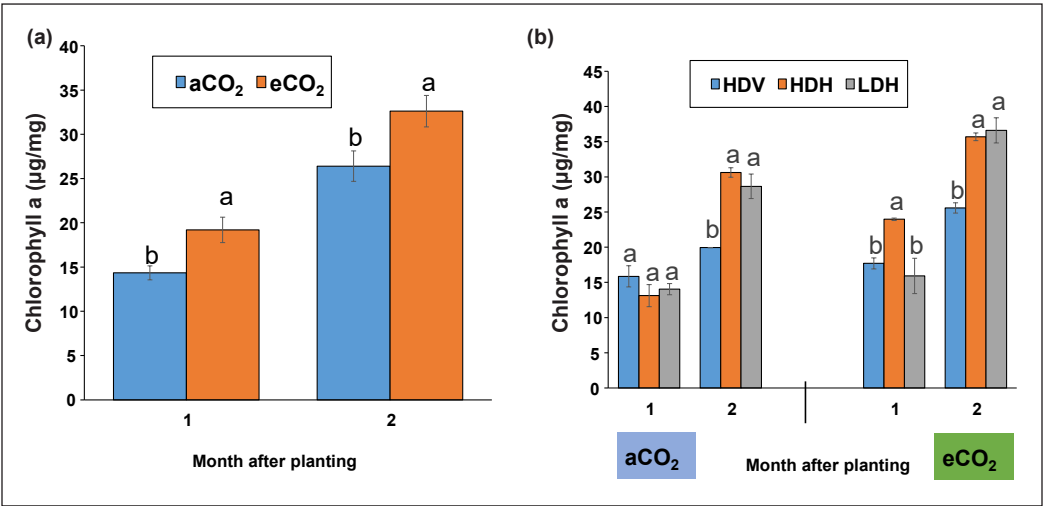 (a)
40
35
30
25
20
15
10
5
0
Chlorophyll a (µg/mg)
aCO₂ eCO₂
b
a
b
a
1 2
Month after planting
(b)
45
40
35
30
25
20
15
10
5
0
Chlorophyll a (µg/mg)
HDV HDH LDH
a a a
b a a
b a b
b a a
1 2 1 2
aCO₂ Month after planting eCO₂